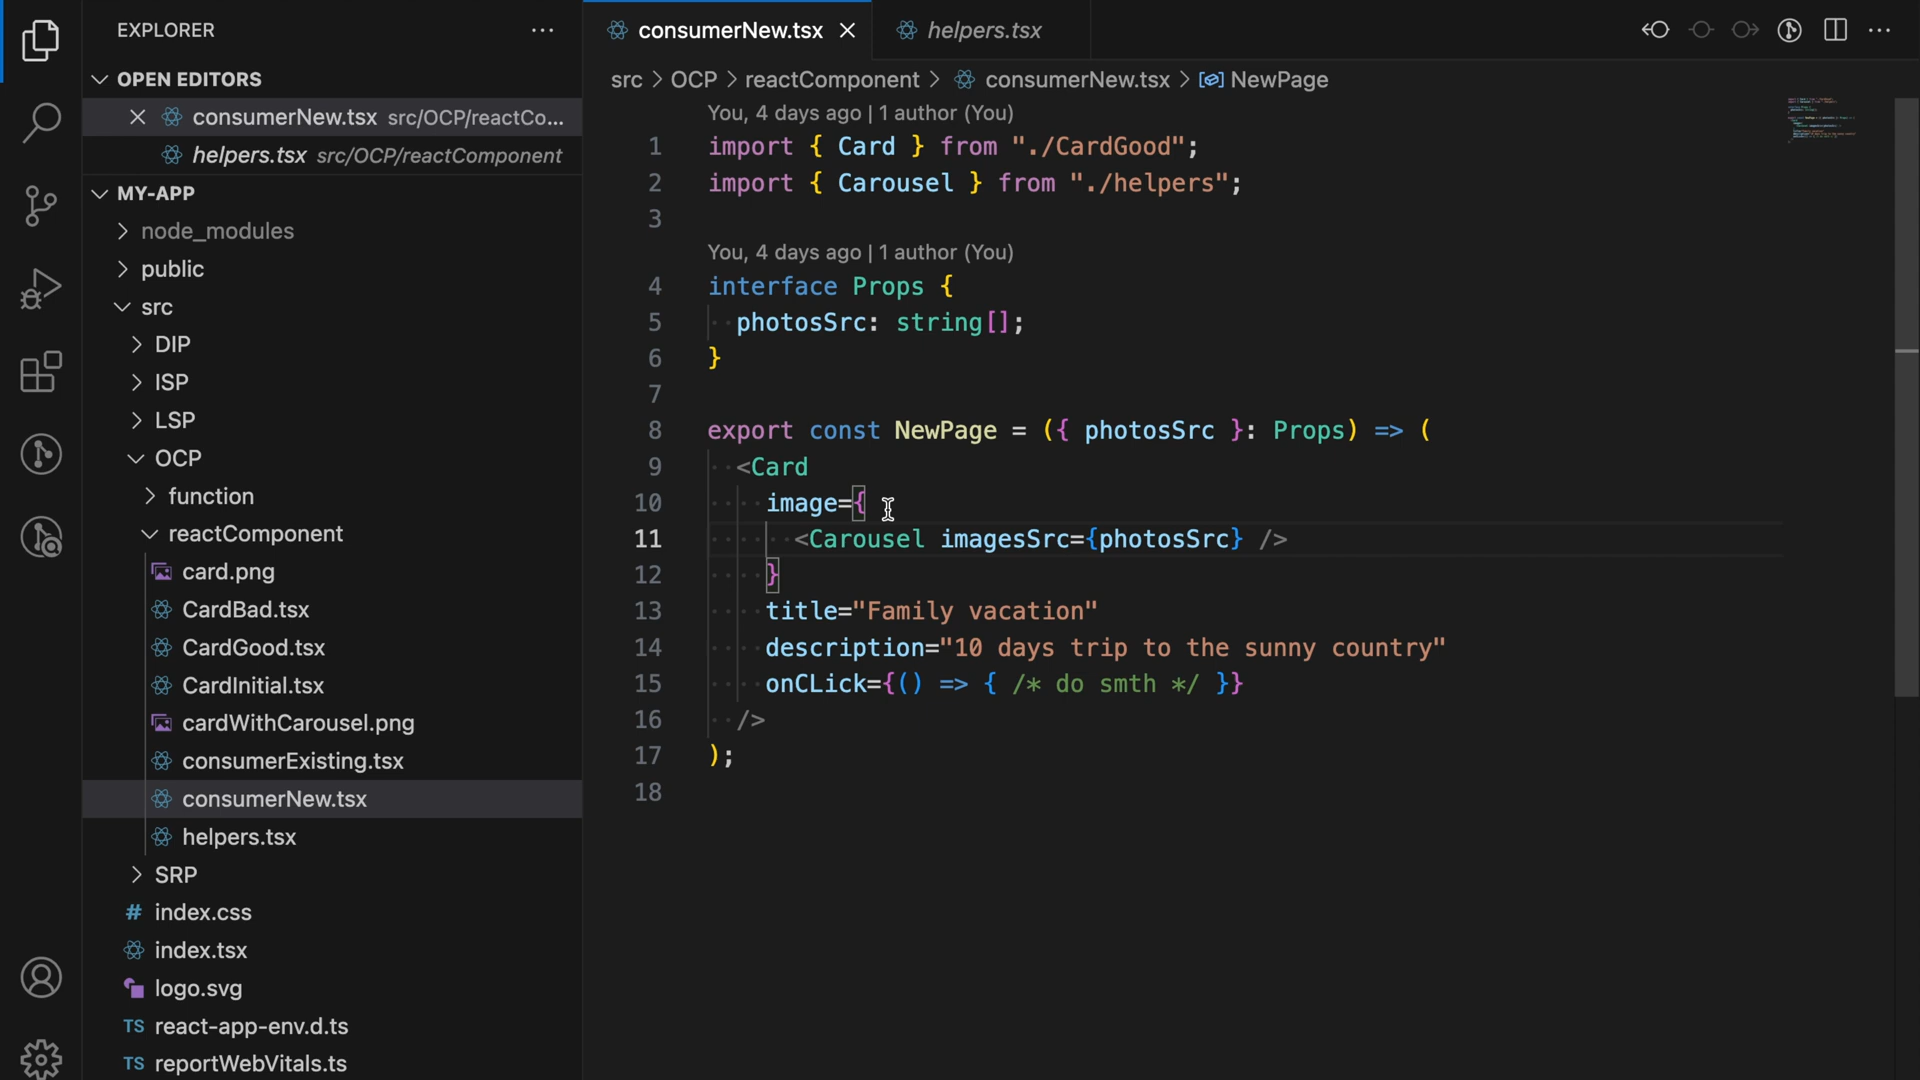 EXPLORER
OPEN EDITORS
consumerNew.tsx src/OCP/reactCo...
helpers.tsx src/OCP/reactComponent
MY-APP
node_modules
public
src
DIP
ISP
LSP
OCP
function
reactComponent
card.png
CardBad.tsx
CardGood.tsx
CardInitial.tsx
cardWithCarousel.png
consumerExisting.tsx
consumerNew.tsx
helpers.tsx
SRP
# index.css
index.tsx
logo.svg
TS react-app-env.d.ts
TS reportWebVitals.ts
consumerNew.tsx
helpers.tsx
src > OCP > reactComponent > consumerNew.tsx > NewPage
You, 4 days ago | 1 author (You)
1 import { Card } from "./CardGood";
2 import { Carousel } from "./helpers";
3
You, 4 days ago | 1 author (You)
4 interface Props {
5 photosSrc: string[];
6 }
7
8 export const NewPage = ({ photosSrc }: Props) => (
9 <Card
10 image={
11 <Carousel imagesSrc={photosSrc} />
12 }
13 title="Family vacation"
14 description="10 days trip to the sunny country"
15 onCLick={() => { /* do smth */ }}
16 />
17 );
18